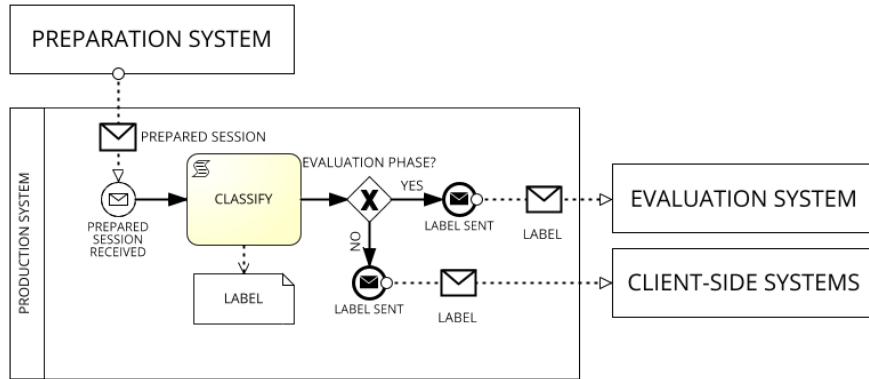 PREPARATION SYSTEM
PREPARED SESSION
EVALUATION PHASE?
PRODUCTION SYSTEM
CLASSIFY
YES
X
EVALUATION SYSTEM
PREPARED
SESSION
RECEIVED
LABEL SENT
LABEL
NO
CLIENT-SIDE SYSTEMS
LABEL
LABEL SENT
LABEL